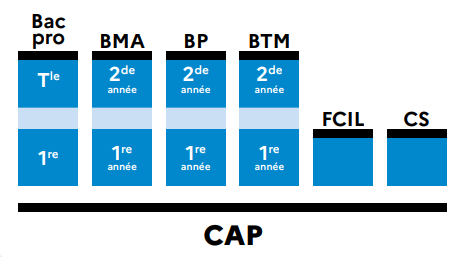 Bac
pro
BMA
BP
BTM
Tle
2de
année
2de
année
2de
année
FCIL
CS
1re
1re
année
1re
année
1re
année
CAP